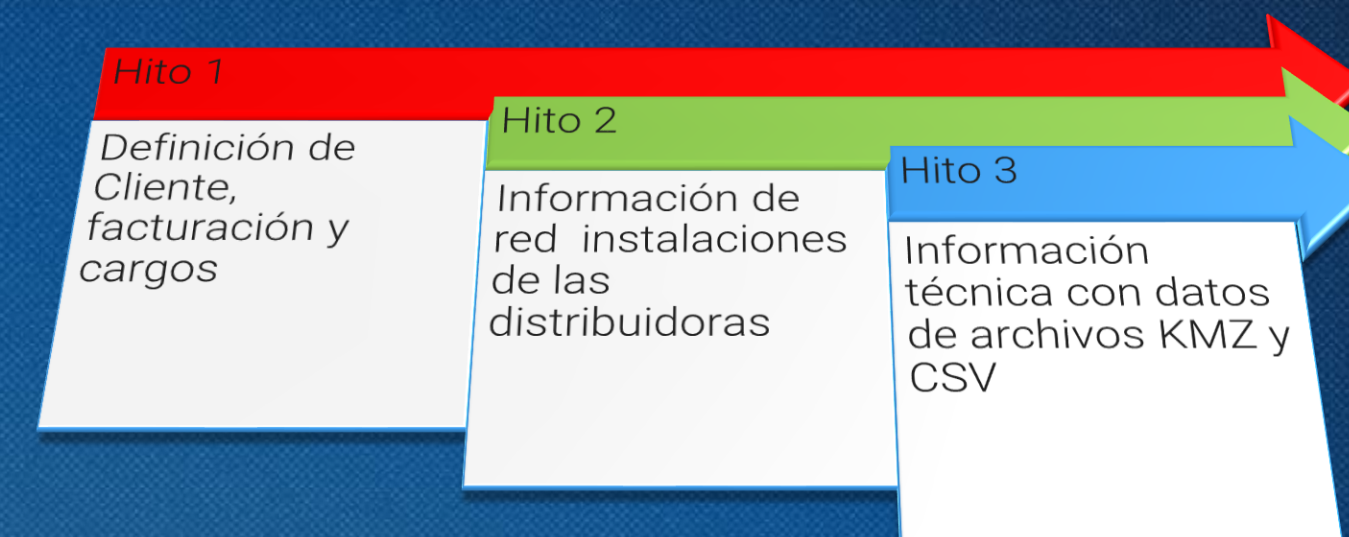 Hito 1
Definición de
Cliente,
facturación y
cargos
Hito 2
Información de
red instalaciones
de las
distribuidoras
Hito 3
Información
técnica con datos
de archivos KMZ y
CSV